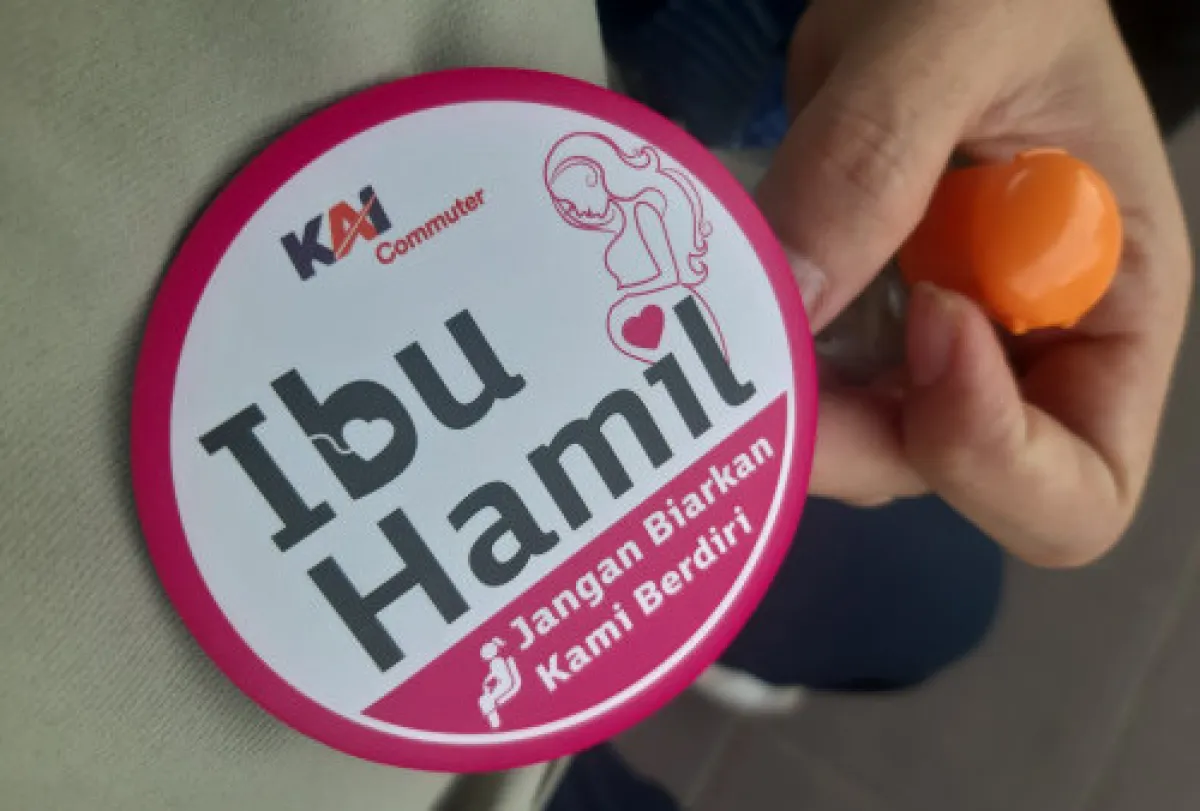 KAI
Commuter
Ibu
Hamil
Jangan Biarkan
Kami Berdiri